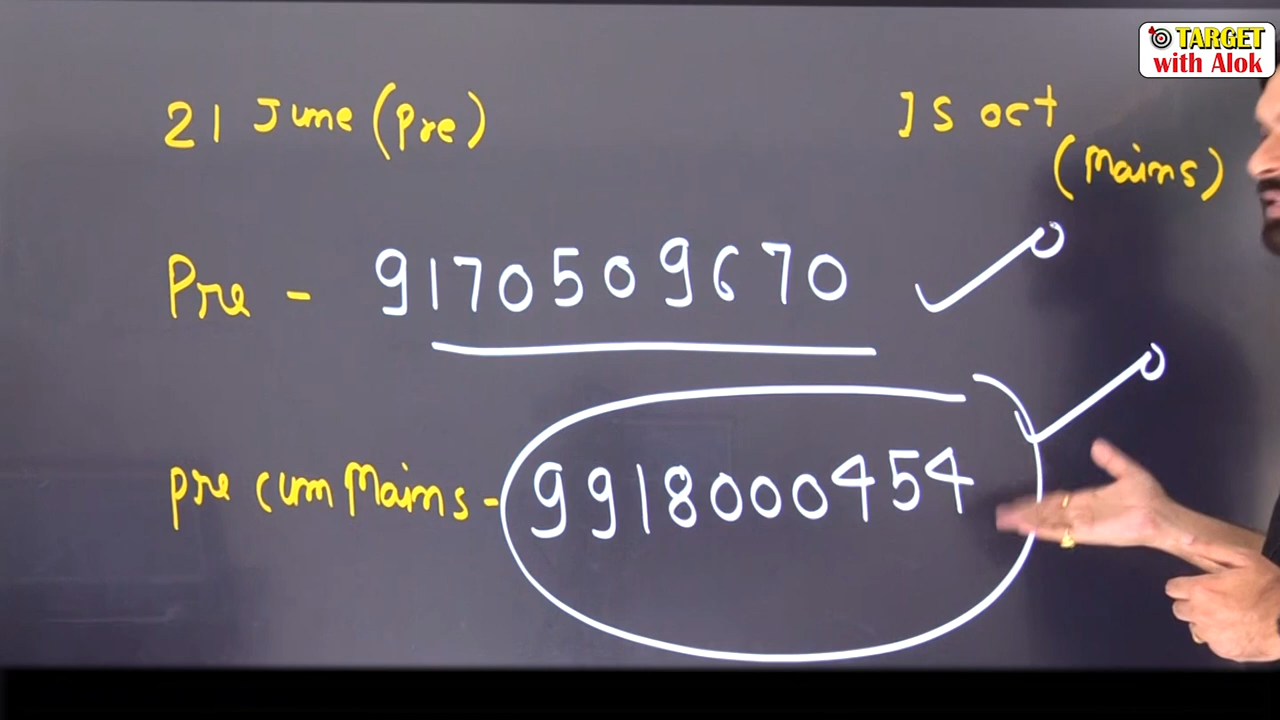 TARGET
with Alok
21 June (Pre)
15 oct
(Mains)
Pre - 9170509670
Pre cum Mains - 9918000454